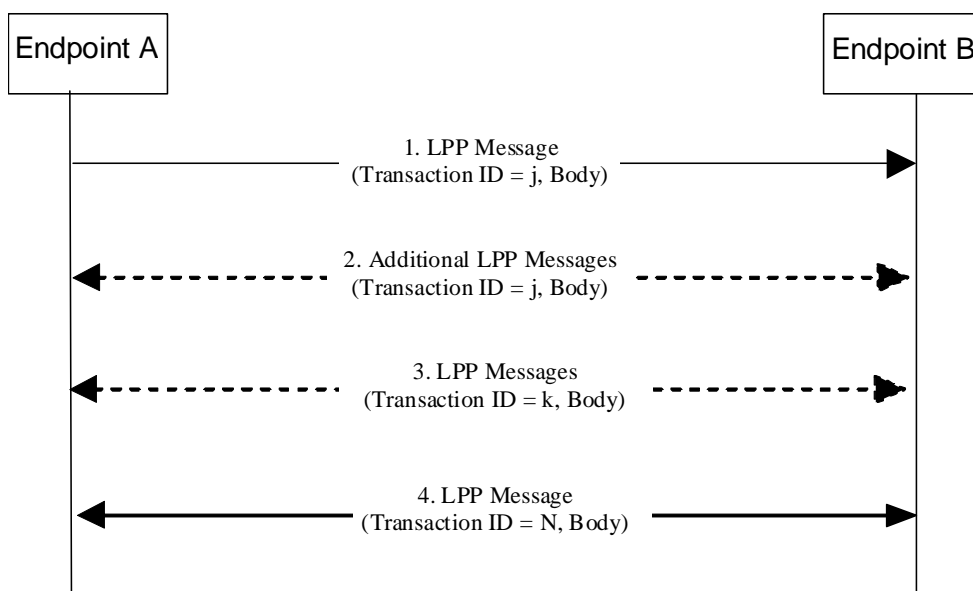 Endpoint A
Endpoint B
1. LPP Message
(Transaction ID = j, Body)
2. Additional LPP Messages
(Transaction ID = j, Body)
3. LPP Messages
(Transaction ID = k, Body)
4. LPP Message
(Transaction ID = N, Body)